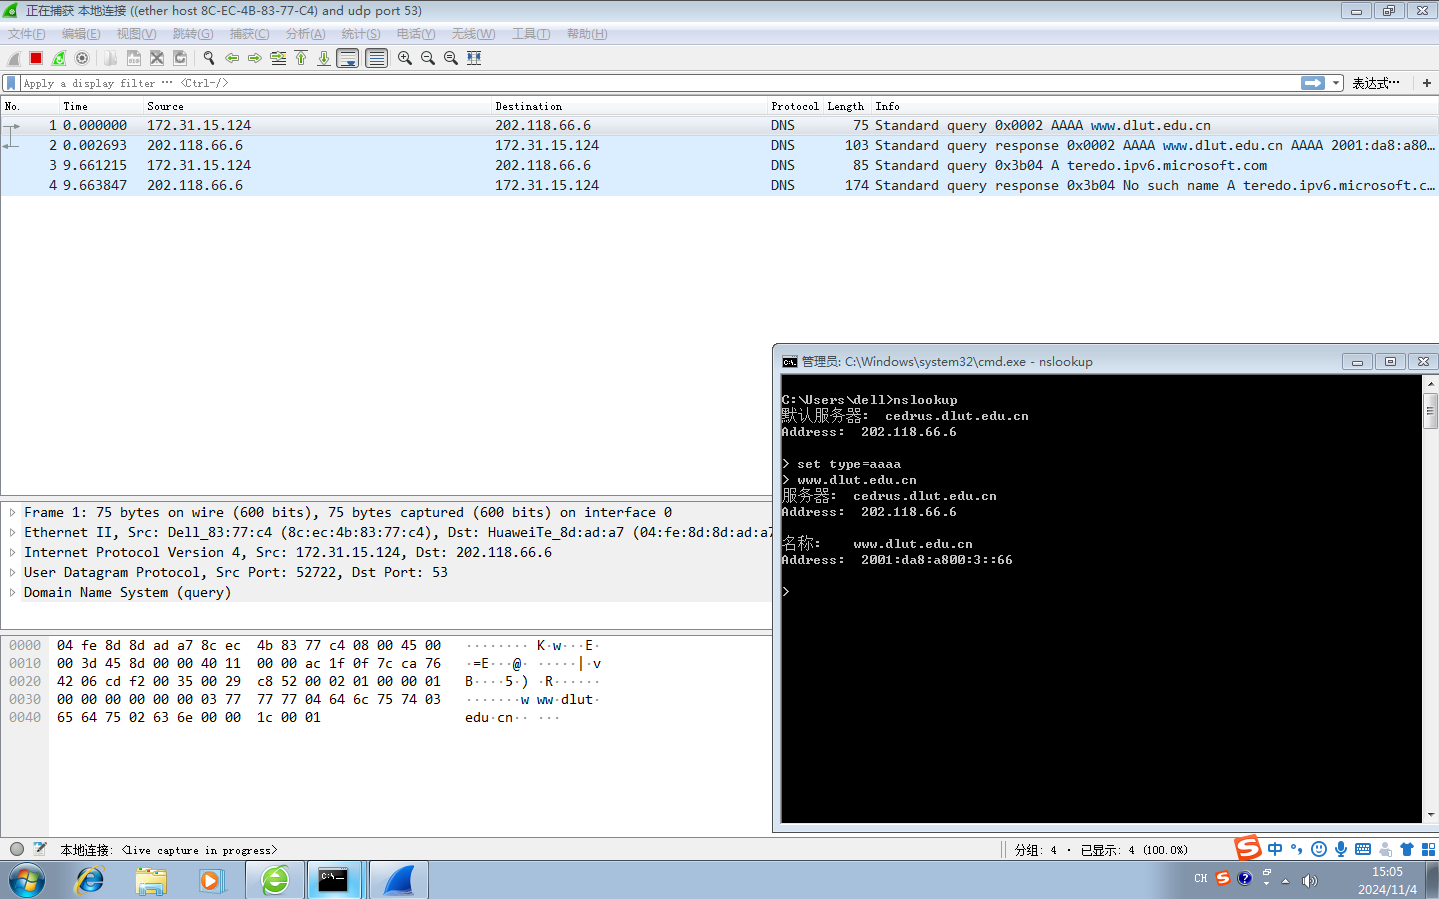 正在捕获 本地连接 ((ether host 8C-EC-4B-83-77-C4) and udp port 53)
文件(F) 编辑(E) 视图(V) 跳转(G) 捕获(C) 分析(A) 统计(S) 电话(Y) 无线(W) 工具(T) 帮助(H)
Apply a display filter ⋯ <Ctrl-/> 表达式⋯ +
No. Time Source Destination Protocol Length Info
1 0.000000 172.31.15.124 202.118.66.6 DNS 75 Standard query 0x0002 AAAA www.dlut.edu.cn
2 0.002693 202.118.66.6 172.31.15.124 DNS 103 Standard query response 0x0002 AAAA www.dlut.edu.cn AAAA 2001:da8:a80…
3 9.661215 172.31.15.124 202.118.66.6 DNS 85 Standard query 0x3b04 A teredo.ipv6.microsoft.com
4 9.663847 202.118.66.6 172.31.15.124 DNS 174 Standard query response 0x3b04 No such name A teredo.ipv6.microsoft.c…
Frame 1: 75 bytes on wire (600 bits), 75 bytes captured (600 bits) on interface 0
Ethernet II, Src: Dell_83:77:c4 (8c:ec:4b:83:77:c4), Dst: HuaweiTe_8d:ad:a7 (04:fe:8d:8d:ad:a7
Internet Protocol Version 4, Src: 172.31.15.124, Dst: 202.118.66.6
User Datagram Protocol, Src Port: 52722, Dst Port: 53
Domain Name System (query)
0000 04 fe 8d 8d ad a7 8c ec 4b 83 77 c4 08 00 45 00 ········ K·w···E·
0010 00 3d 45 8d 00 00 40 11 00 00 ac 1f 0f 7c ca 76 ·=E···@· ·····|·v
0020 42 06 cd f2 00 35 00 29 c8 52 00 02 01 00 00 01 B····5·) ·R······
0030 00 00 00 00 00 00 03 77 77 77 04 64 6c 75 74 03 ·······w ww·dlut·
0040 65 64 75 02 63 6e 00 00 1c 00 01 edu·cn·· ···
管理员: C:\Windows\system32\cmd.exe - nslookup
C:\Users\dell>nslookup
默认服务器: cedrus.dlut.edu.cn
Address: 202.118.66.6
> set type=aaaa
> www.dlut.edu.cn
服务器: cedrus.dlut.edu.cn
Address: 202.118.66.6
名称: www.dlut.edu.cn
Address: 2001:da8:a800:3::66
>
本地连接: <live capture in progress> 分组: 4 · 已显示: 4 (100.0%)
中
CH
15:05
2024/11/4